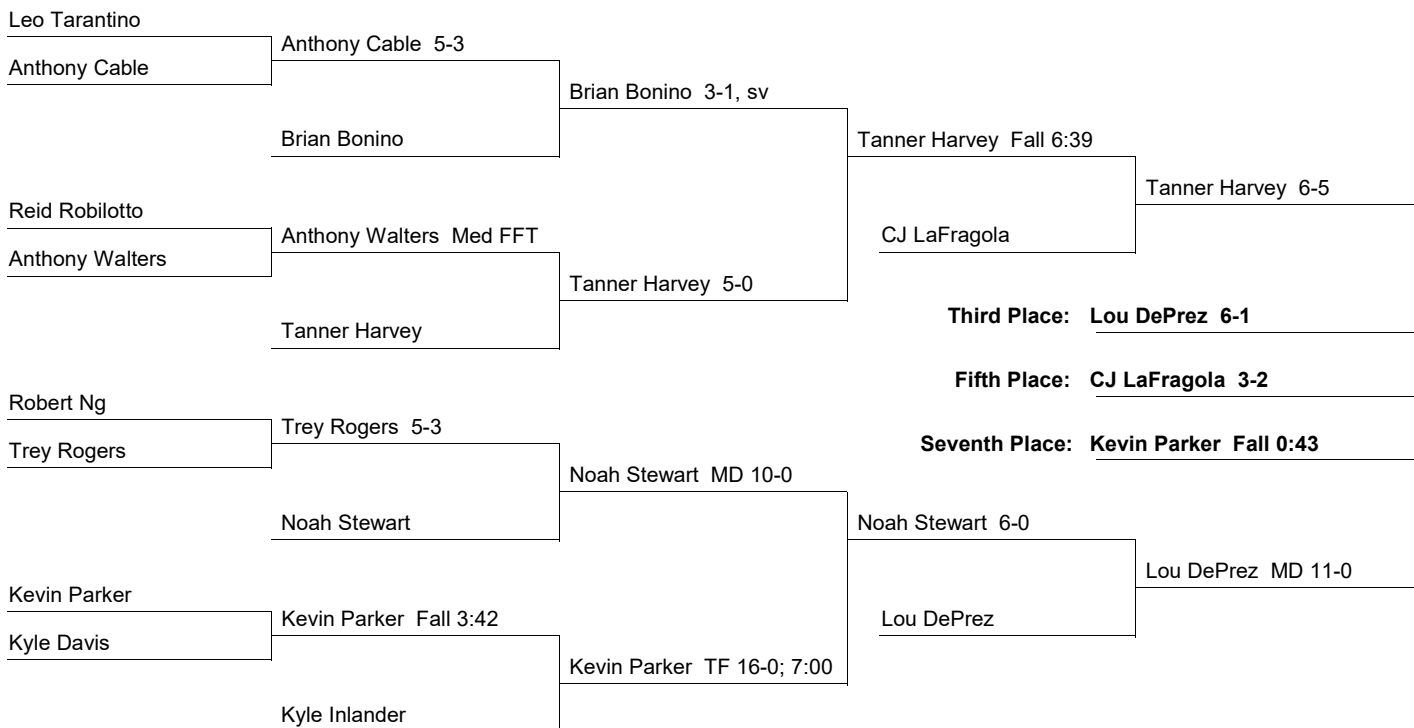 Leo Tarantino
Anthony Cable 5-3
Anthony Cable
Brian Bonino 3-1, sv
Brian Bonino
Tanner Harvey Fall 6:39
Tanner Harvey 6-5
Reid Robilotto
Anthony Walters Med FFT
CJ LaFragola
Anthony Walters
Tanner Harvey 5-0
Third Place: Lou DePrez 6-1
Tanner Harvey
Fifth Place: CJ LaFragola 3-2
Robert Ng
Trey Rogers 5-3
Trey Rogers
Seventh Place: Kevin Parker Fall 0:43
Noah Stewart MD 10-0
Noah Stewart
Noah Stewart 6-0
Lou DePrez MD 11-0
Kevin Parker
Kevin Parker Fall 3:42
Lou DePrez
Kyle Davis
Kevin Parker TF 16-0; 7:00
Kyle Inlander